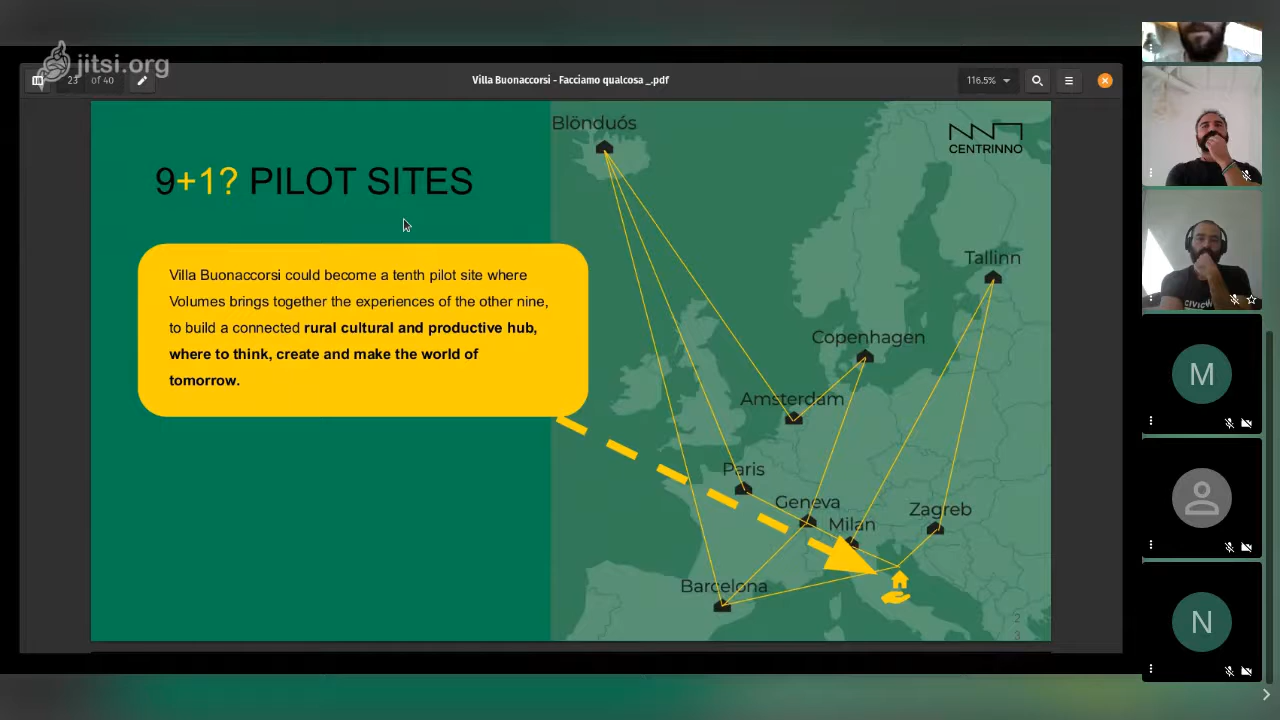 jitsi.org
23 of 40
Villa Buonaccorsi - Facciamo qualcosa _.pdf
116.5%
9+1? PILOT SITES
Villa Buonaccorsi could become a tenth pilot site where
Volumes brings together the experiences of the other nine,
to build a connected rural cultural and productive hub,
where to think, create and make the world of
tomorrow.
CENTRINNO
Blönduós
Tallinn
Copenhagen
Amsterdam
Paris
Geneva
Milan
Zagreb
Barcelona
2
3
CIVIC
M
N